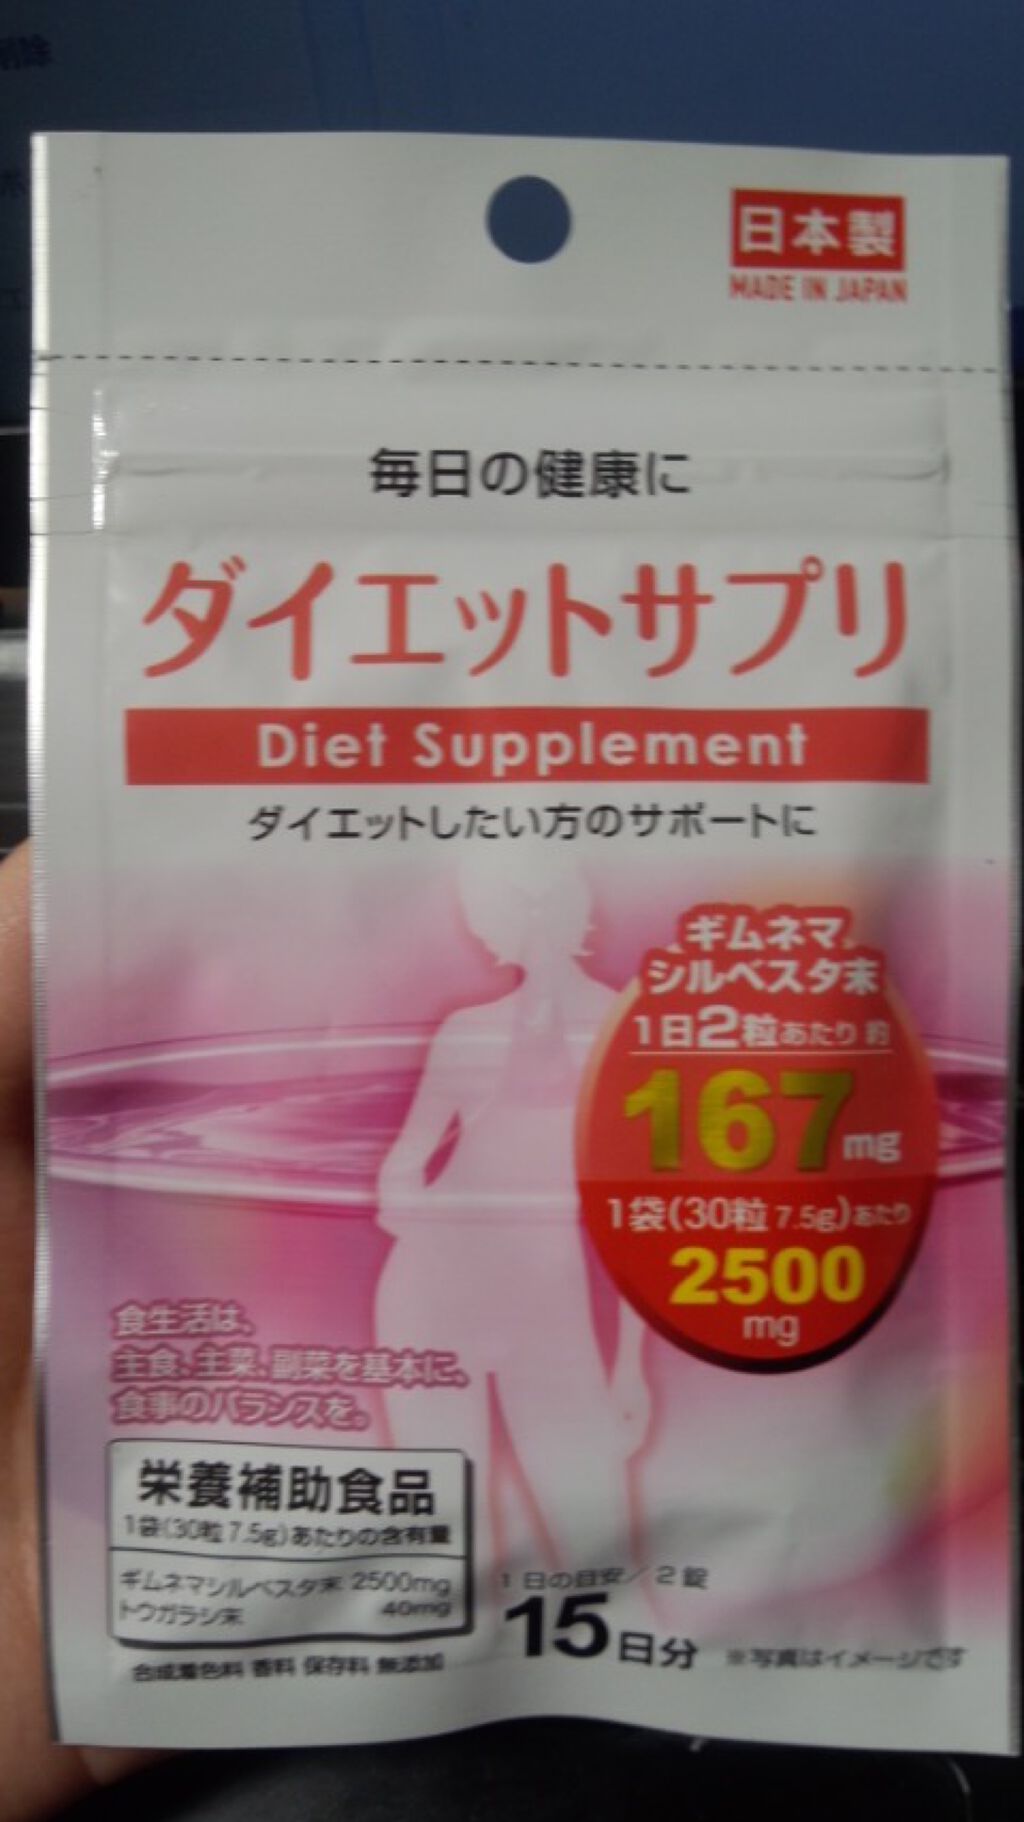 削除
日本製
MADE IN JAPAN
毎日の健康に
ダイエットサプリ
Diet Supplement
ダイエットしたい方のサポートに
ギムネマ
シルベスタ末
1日2粒あたり 約
167mg
1袋(30粒 7.5g)あたり
2500
mg
食生活は、
主食、主菜、副菜を基本に、
食事のバランスを。
栄養補助食品
1袋(30粒 7.5g)あたりの含有量
ギムネマシルベスタ末 2500mg
トウガラシ末 40mg
合成着色料 香料 保存料 無添加
1日の目安/2錠
15日分
※写真はイメージです